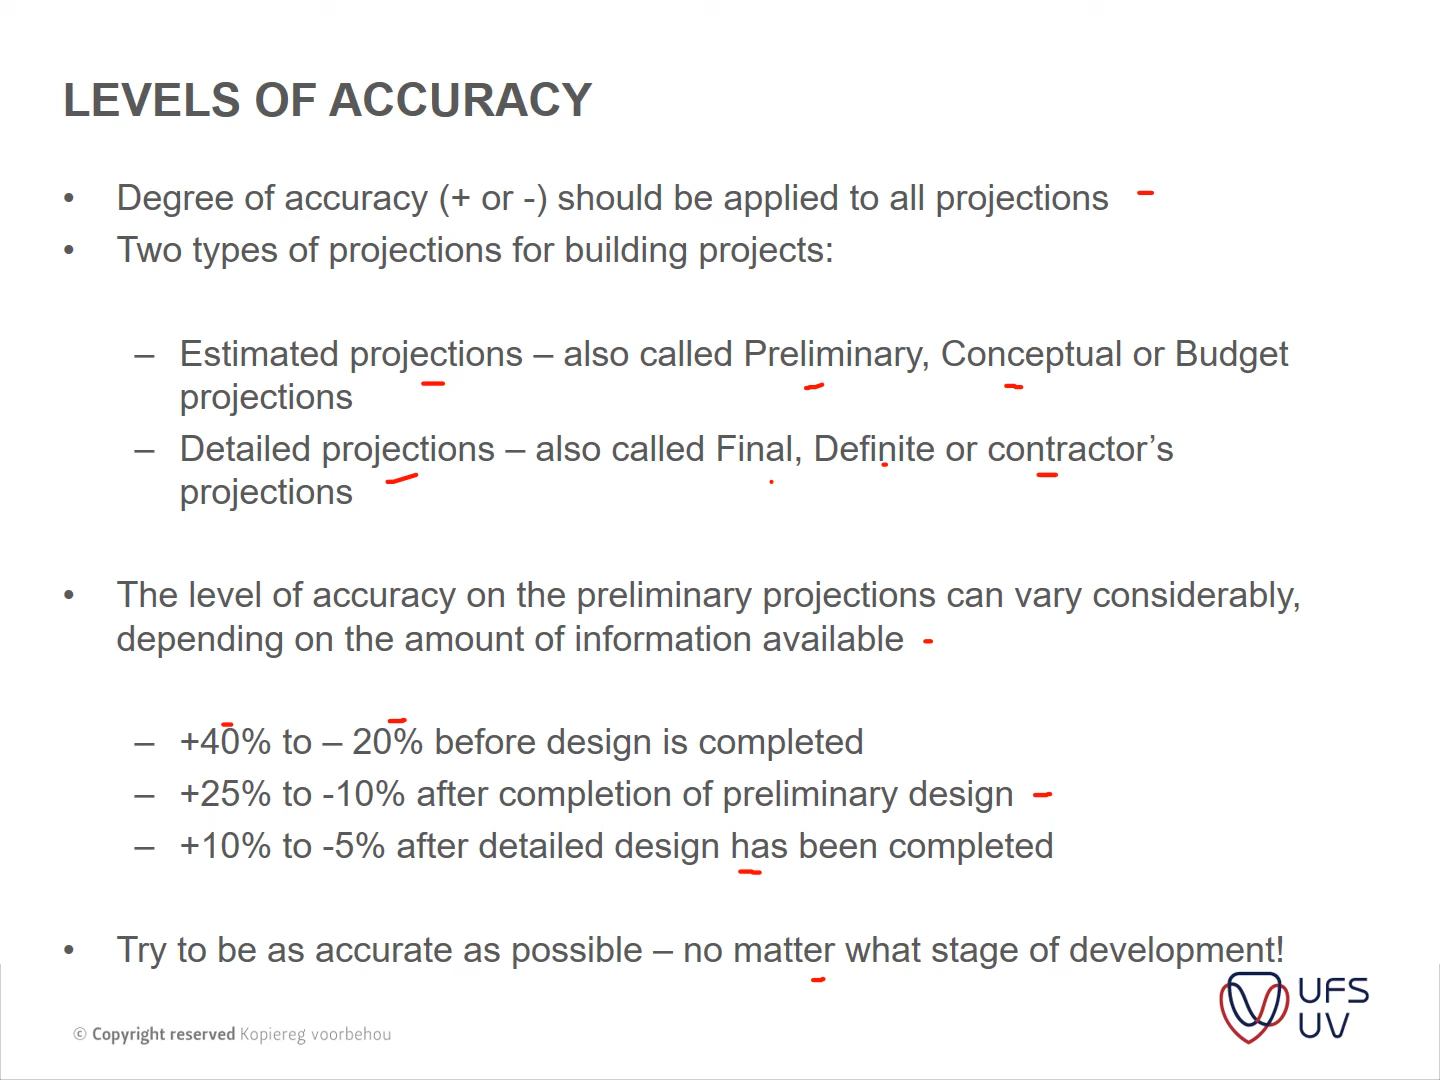 LEVELS OF ACCURACY
• Degree of accuracy (+ or -) should be applied to all projections
• Two types of projections for building projects:
– Estimated projections – also called Preliminary, Conceptual or Budget
projections
– Detailed projections – also called Final, Definite or contractor’s
projections
• The level of accuracy on the preliminary projections can vary considerably,
depending on the amount of information available
– +40% to – 20% before design is completed
– +25% to -10% after completion of preliminary design
– +10% to -5% after detailed design has been completed
• Try to be as accurate as possible – no matter what stage of development!
© Copyright reserved Kopiereg voorbehou
UFS
UV